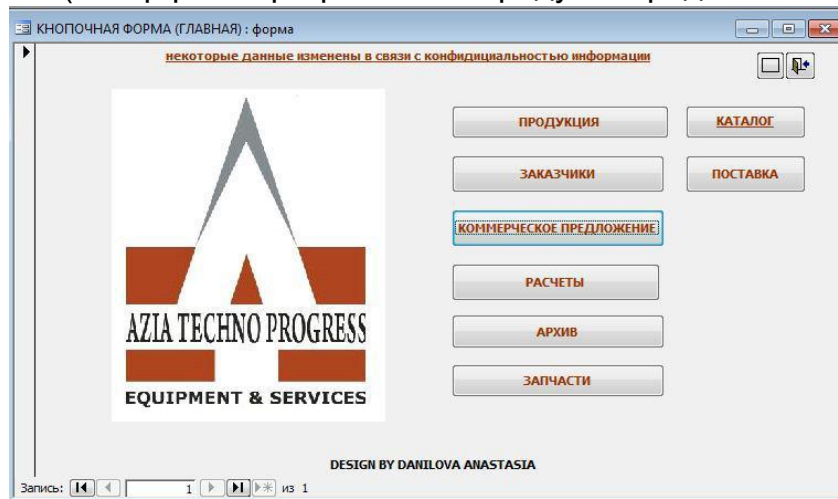 КНОПОЧНАЯ ФОРМА (ГЛАВНАЯ) : форма
некоторые данные изменены в связи с конфидициальностью информации
ПРОДУКЦИЯ
КАТАЛОГ
ЗАКАЗЧИКИ
ПОСТАВКА
КОММЕРЧЕСКОЕ ПРЕДЛОЖЕНИЕ
РАСЧЕТЫ
АРХИВ
ЗАПЧАСТИ
AZIA TECHNO PROGRESS
EQUIPMENT & SERVICES
DESIGN BY DANILOVA ANASTASIA
Запись: 1 из 1